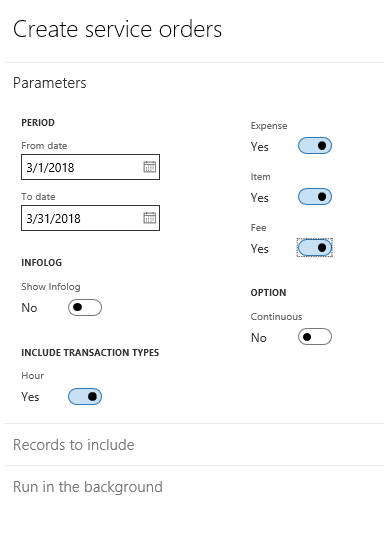 Create service orders
Parameters
PERIOD
From date
3/1/2018
To date
3/31/2018
INFOLOG
Show Infolog
No
INCLUDE TRANSACTION TYPES
Hour
Yes
Expense
Yes
Item
Yes
Fee
Yes
OPTION
Continuous
No
Records to include
Run in the background